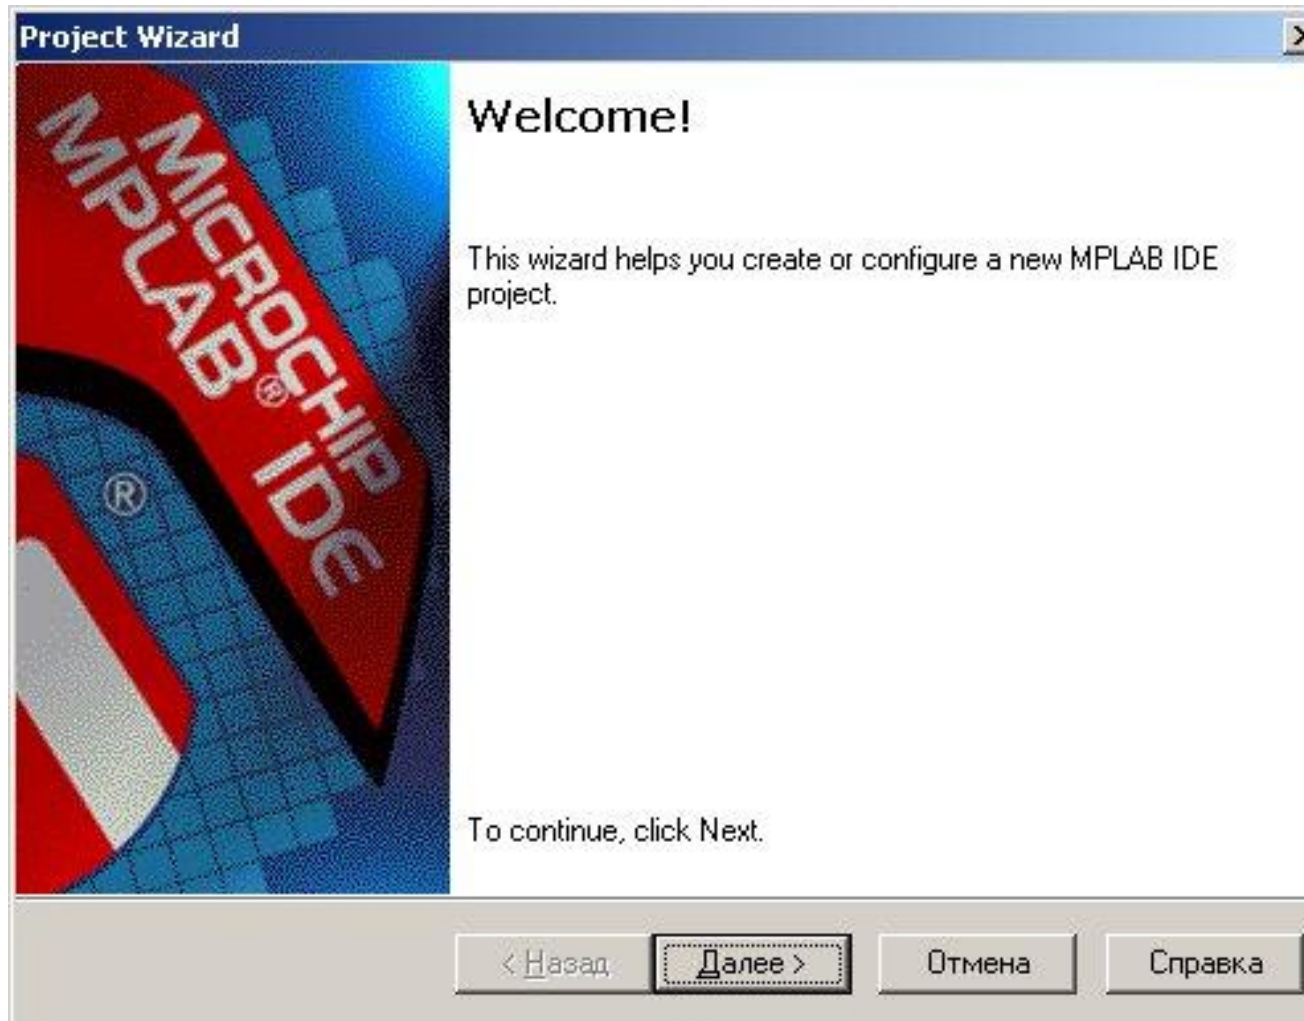 Project Wizard
MICROCHIP
MPLAB® IDE
®
Welcome!
This wizard helps you create or configure a new MPLAB IDE
project.
To continue, click Next.
< Назад
Далее >
Отмена
Справка